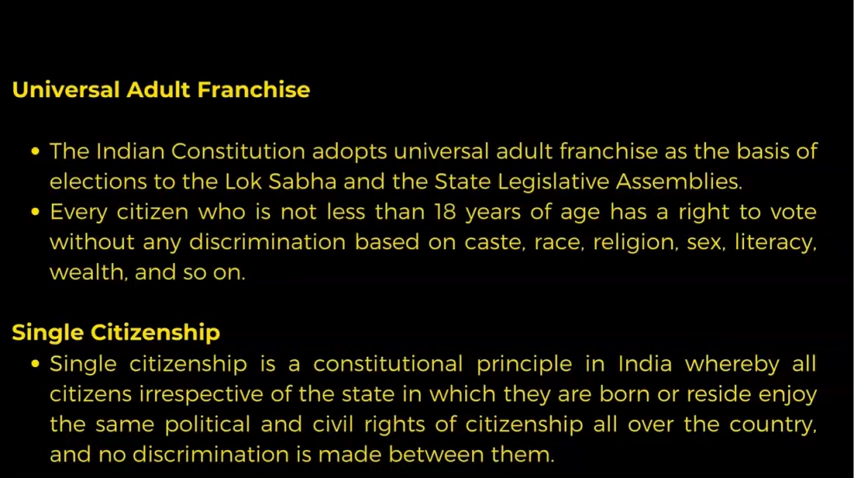 Universal Adult Franchise
• The Indian Constitution adopts universal adult franchise as the basis of
elections to the Lok Sabha and the State Legislative Assemblies.
• Every citizen who is not less than 18 years of age has a right to vote
without any discrimination based on caste, race, religion, sex, literacy,
wealth, and so on.
Single Citizenship
• Single citizenship is a constitutional principle in India whereby all
citizens irrespective of the state in which they are born or reside enjoy
the same political and civil rights of citizenship all over the country,
and no discrimination is made between them.